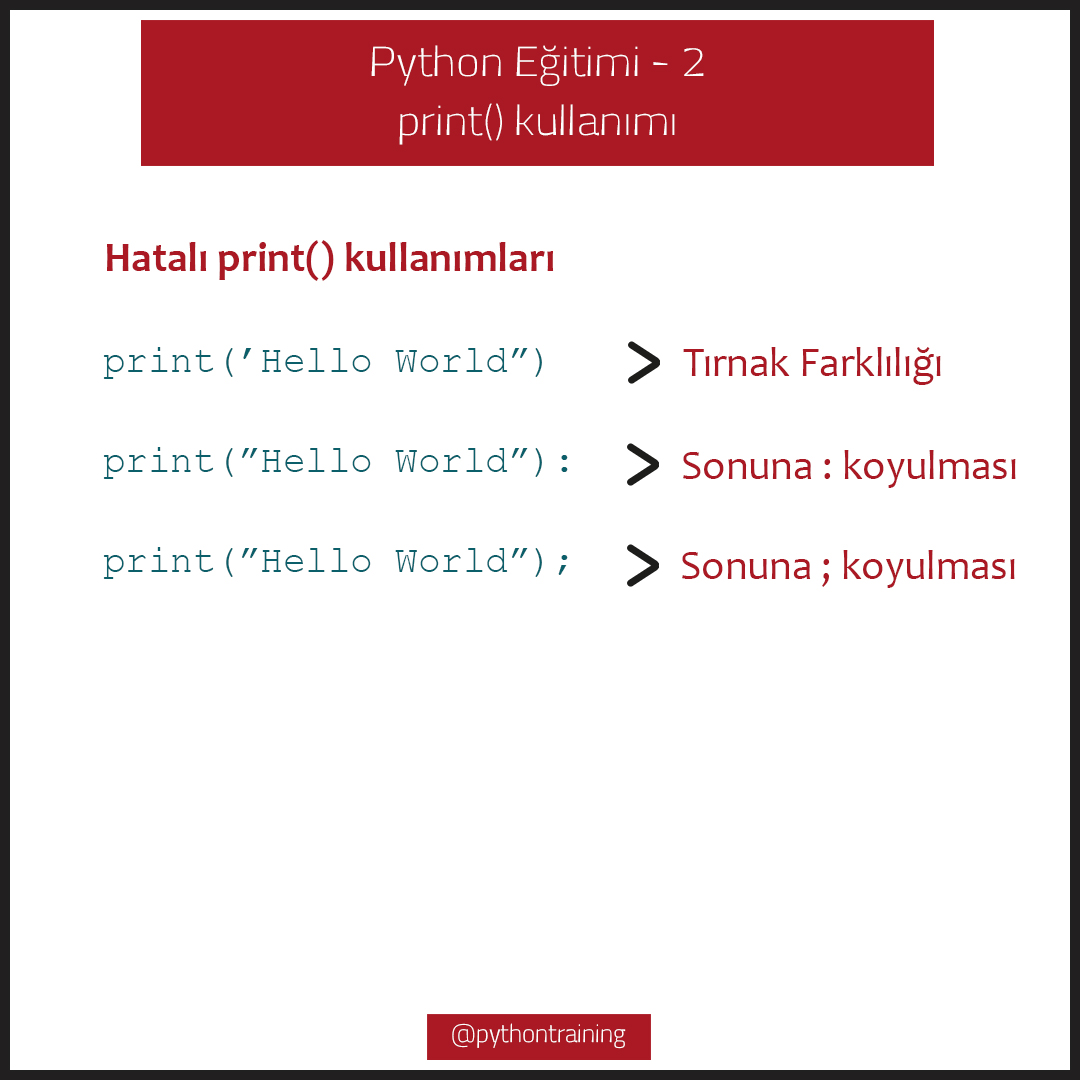 Python Eğitimi - 2
print() kullanımı
Hatalı print() kullanımları
print(’Hello World”) > Tırnak Farklılığı
print(”Hello World”): > Sonuna : koyulması
print(”Hello World”); > Sonuna ; koyulması
@pythontraining